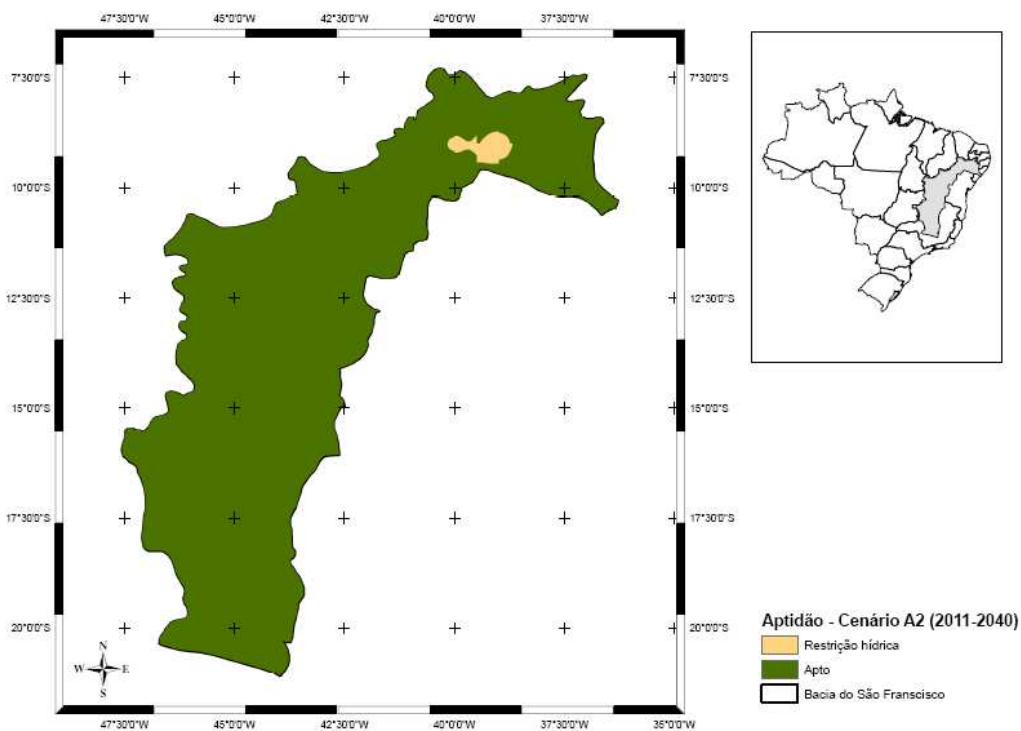 47°30'0"W 45°0'0"W 42°30'0"W 40°0'0"W 37°30'0"W 35°0'0"W
7°30'0"S 7°30'0"S
10°0'0"S 10°0'0"S
12°30'0"S 12°30'0"S
15°0'0"S 15°0'0"S
17°30'0"S 17°30'0"S
20°0'0"S 20°0'0"S
N
W E
S
47°30'0"W 45°0'0"W 42°30'0"W 40°0'0"W 37°30'0"W 35°0'0"W
Aptidão - Cenário A2 (2011-2040)
Restrição hídrica
Apto
Bacia do São Franscisco